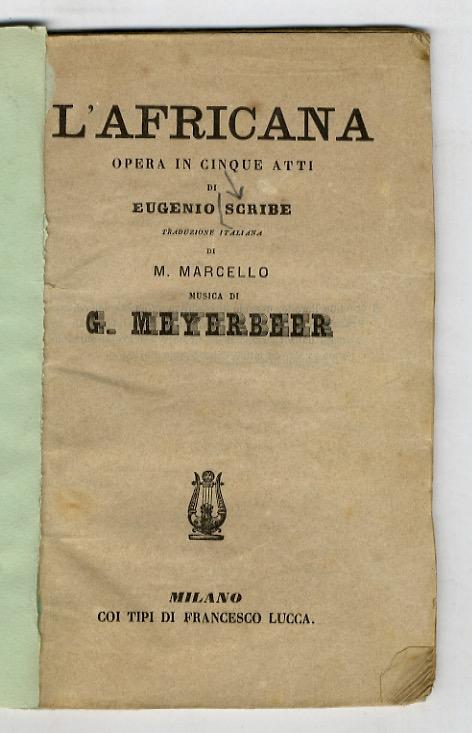 L'AFRICANA
OPERA IN CINQUE ATTI
DI
EUGENIO SCRIBE
TRADUZIONE ITALIANA
DI
M. MARCELLO
MUSICA DI
G. MEYERBEER
MILANO
COI TIPI DI FRANCESCO LUCCA.